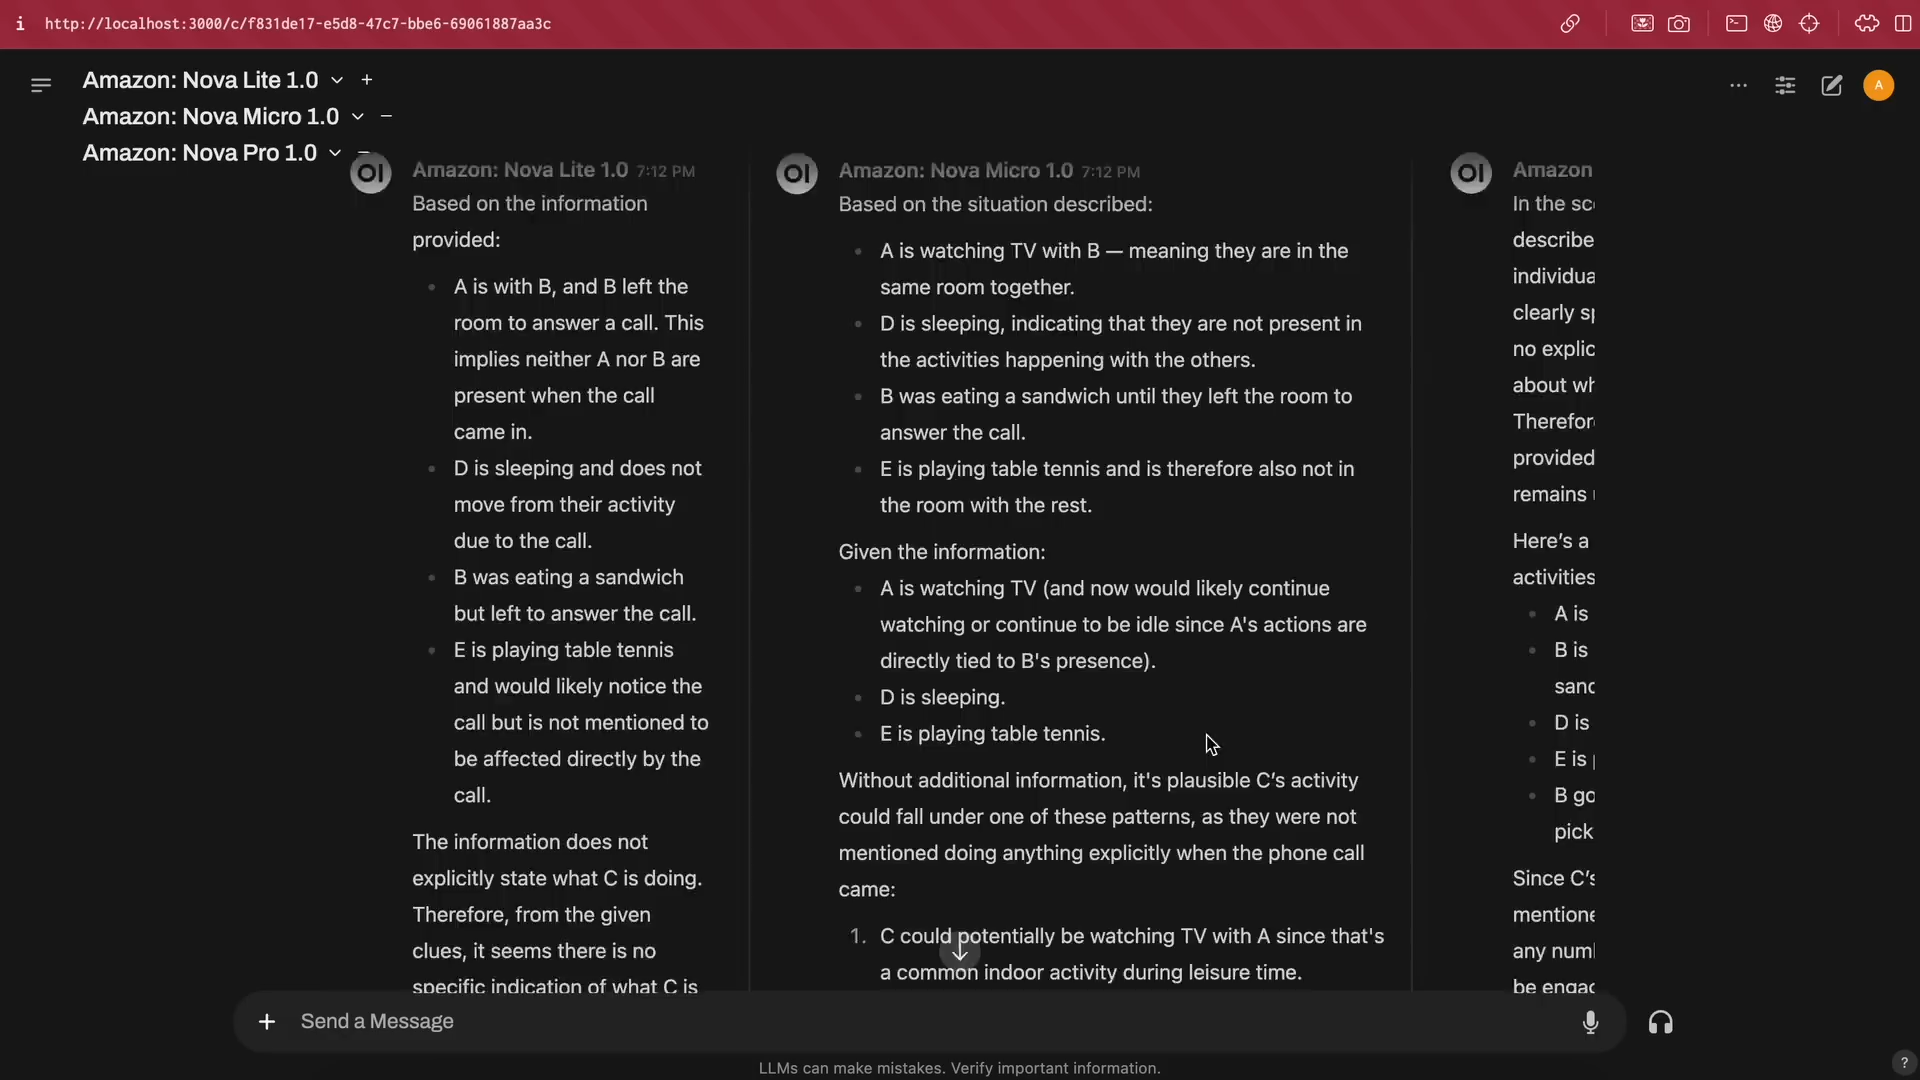 http://localhost:3000/c/f831de17-e5d8-47c7-bbe6-69061887aa3c
Amazon: Nova Lite 1.0
Amazon: Nova Micro 1.0
Amazon: Nova Pro 1.0
A
OI
Amazon: Nova Lite 1.0 7:12 PM
Based on the information
provided:
A is with B, and B left the
room to answer a call. This
implies neither A nor B are
present when the call
came in.
D is sleeping and does not
move from their activity
due to the call.
B was eating a sandwich
but left to answer the call.
E is playing table tennis
and would likely notice the
call but is not mentioned to
be affected directly by the
call.
The information does not
explicitly state what C is doing.
Therefore, from the given
clues, it seems there is no
specific indication of what C is
OI
Amazon: Nova Micro 1.0 7:12 PM
Based on the situation described:
A is watching TV with B — meaning they are in the
same room together.
D is sleeping, indicating that they are not present in
the activities happening with the others.
B was eating a sandwich until they left the room to
answer the call.
E is playing table tennis and is therefore also not in
the room with the rest.
Given the information:
A is watching TV (and now would likely continue
watching or continue to be idle since A's actions are
directly tied to B's presence).
D is sleeping.
E is playing table tennis.
Without additional information, it's plausible C’s activity
could fall under one of these patterns, as they were not
mentioned doing anything explicitly when the phone call
came:
1. C could potentially be watching TV with A since that's
a common indoor activity during leisure time.
OI
Amazon
In the sc
describe
individua
clearly s
no explic
about wh
Therefor
provided
remains
Here’s a
activities
A is
B is
sand
D is
E is
B go
pick
Since C’s
mentione
any num
be engag
Send a Message
LLMs can make mistakes. Verify important information.
?